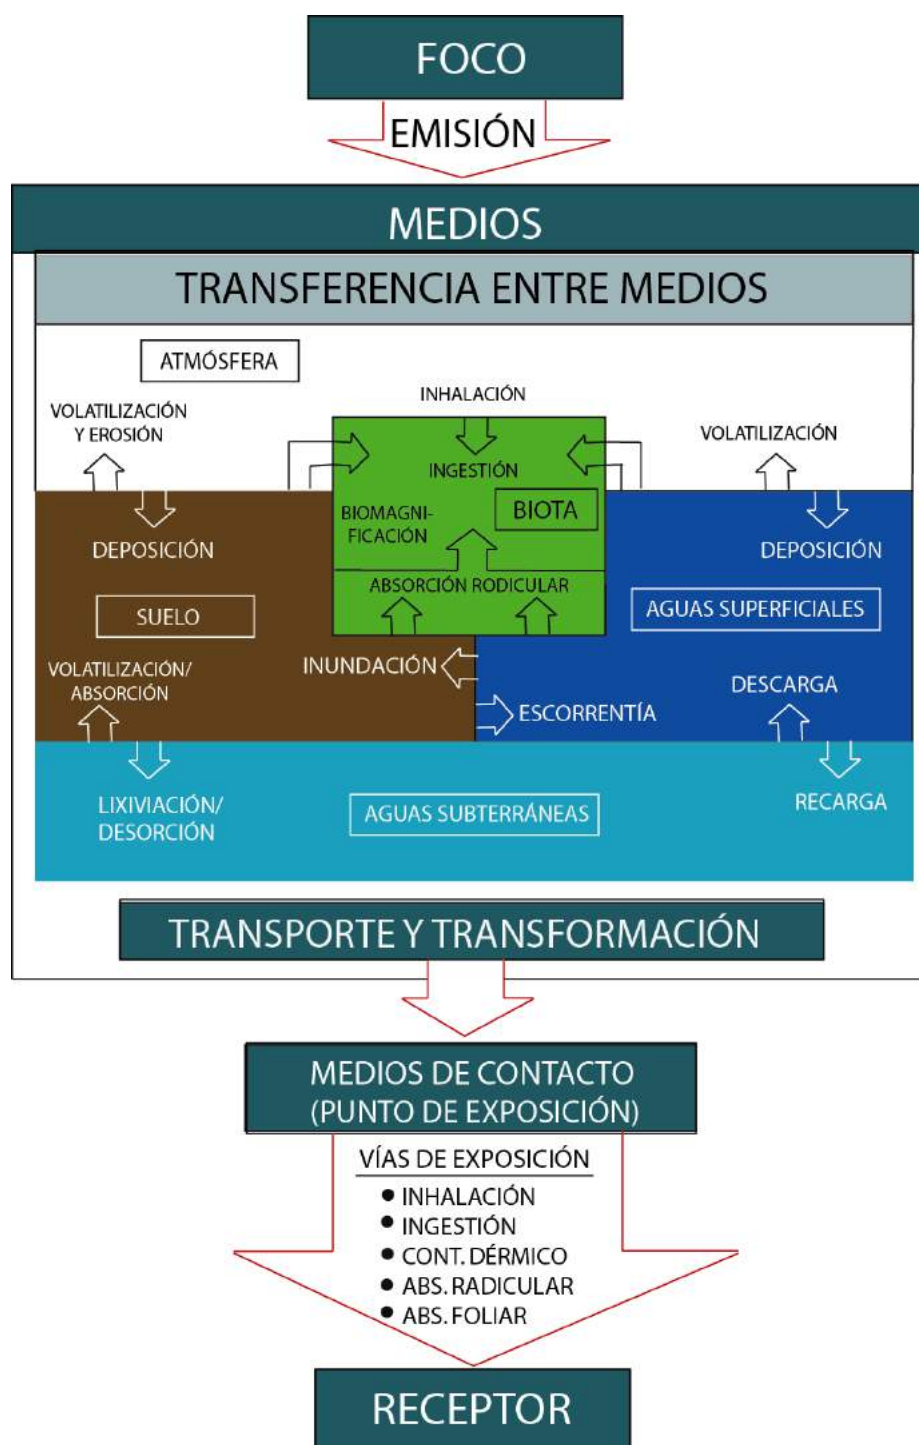 FOCO
EMISIÓN
MEDIOS
TRANSFERENCIA ENTRE MEDIOS
ATMÓSFERA
VOLATILIZACIÓN
Y EROSIÓN
INHALACIÓN
VOLATILIZACIÓN
INGESTIÓN
BIOMAGNI-
FICACIÓN
BIOTA
DEPOSICIÓN
DEPOSICIÓN
ABSORCIÓN RODICULAR
SUELO
AGUAS SUPERFICIALES
INUNDACIÓN
VOLATILIZACIÓN/
ABSORCIÓN
DESCARGA
ESCORRENTÍA
LIXIVIACIÓN/
DESORCIÓN
AGUAS SUBTERRÁNEAS
RECARGA
TRANSPORTE Y TRANSFORMACIÓN
MEDIOS DE CONTACTO
(PUNTO DE EXPOSICIÓN)
VÍAS DE EXPOSICIÓN
• INHALACIÓN
• INGESTIÓN
• CONT. DÉRMICO
• ABS. RADICULAR
• ABS. FOLIAR
RECEPTOR